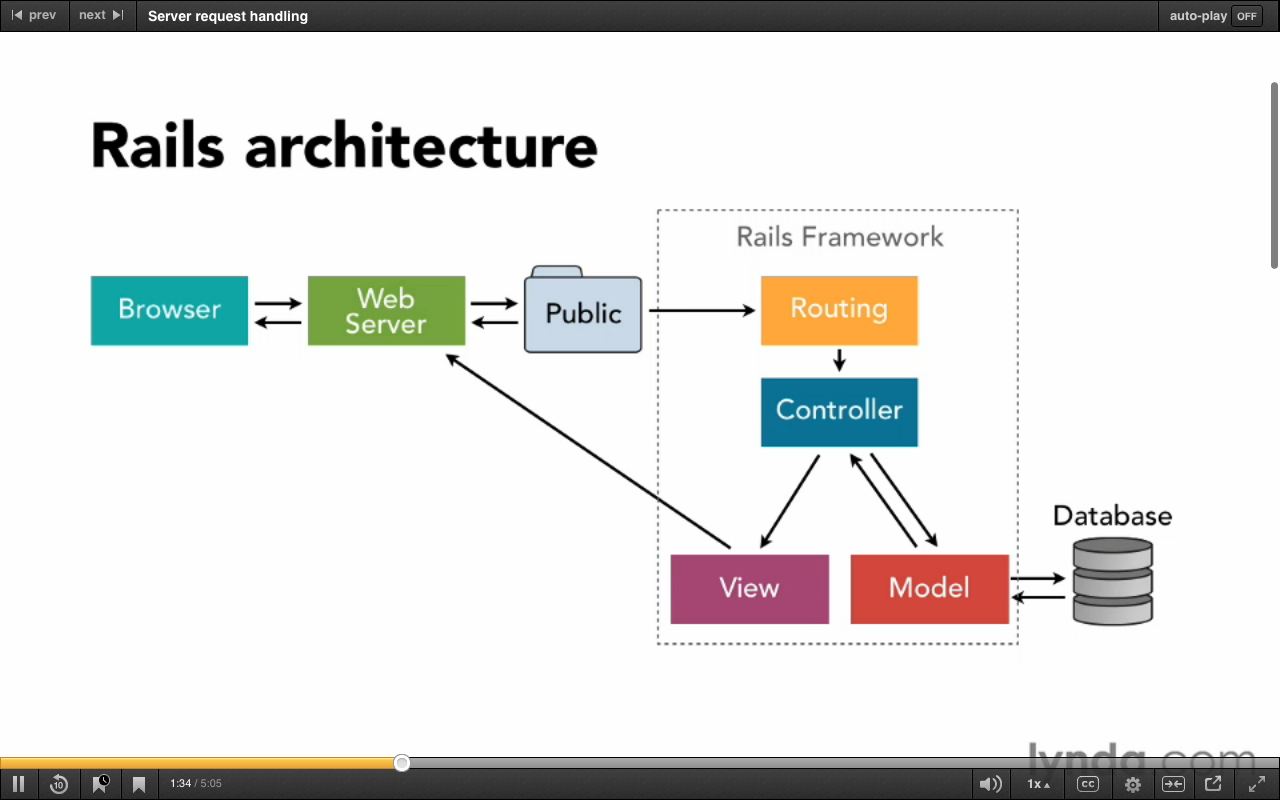 prev
next
Server request handling
auto-play OFF
Rails architecture
Rails Framework
Browser
Web
Server
Public
Routing
Controller
Database
View
Model
lynda.com
10
1:34 / 5:05
1x
CC